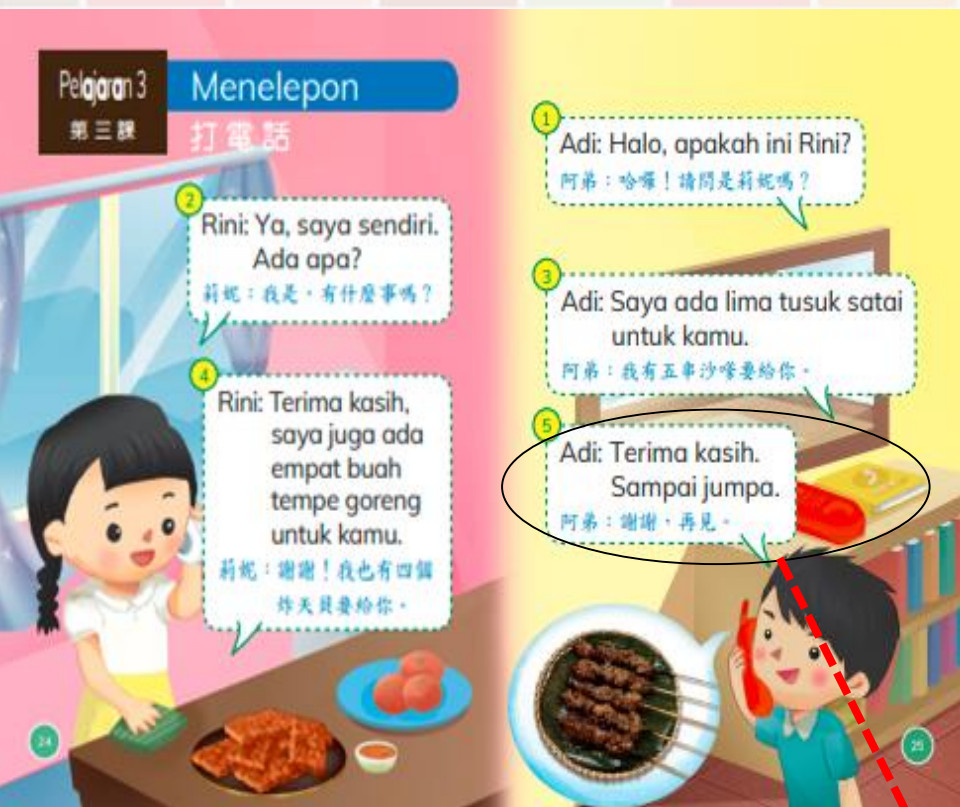 Pelajaran 3
第三課
Menelepon
打電話
1
Adi: Halo, apakah ini Rini?
阿弟：哈囉！請問是莉妮嗎？
2
Rini: Ya, saya sendiri.
Ada apa?
莉妮：我是，有什麼事嗎？
3
Adi: Saya ada lima tusuk satai
untuk kamu.
阿弟：我有五串沙嗲要給你。
4
Rini: Terima kasih,
saya juga ada
empat buah
tempe goreng
untuk kamu.
莉妮：謝謝！我也有四個
炸天貝要給你。
5
Adi: Terima kasih.
Sampai jumpa.
阿弟：謝謝，再見。
24
25